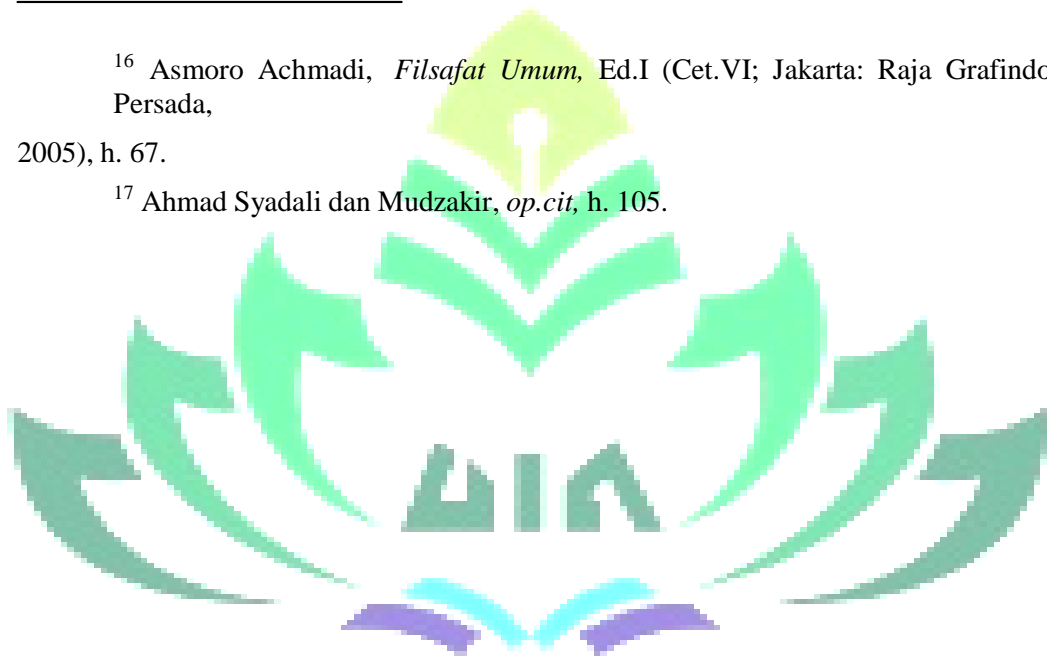 16 Asmoro Achmadi, Filsafat Umum, Ed.I (Cet.VI; Jakarta: Raja Grafindo
Persada,
2005), h. 67.
17 Ahmad Syadali dan Mudzakir, op.cit, h. 105.